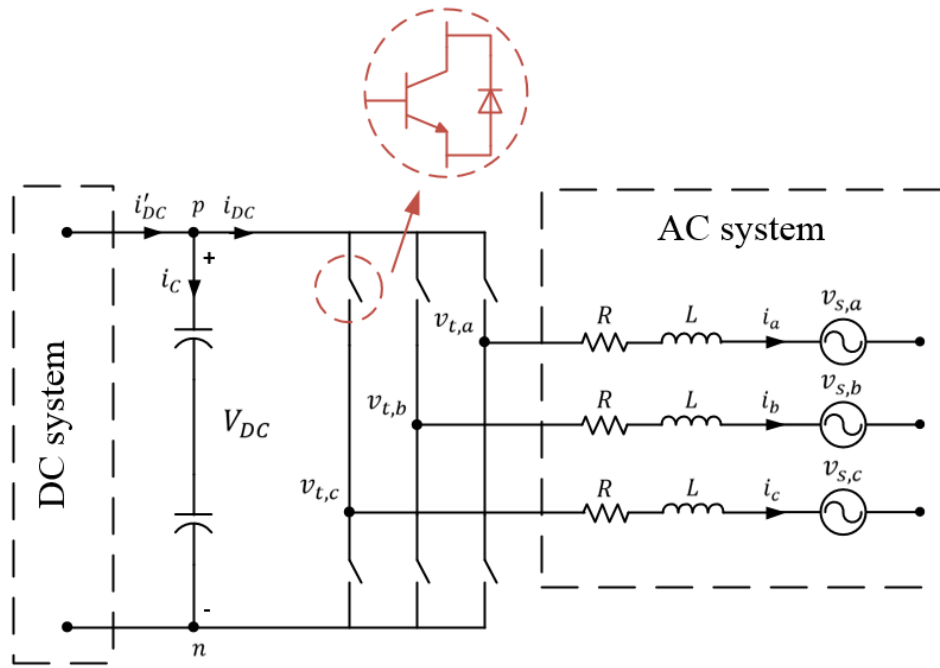 i'DC p iDC
+
iC
AC system
DC system
VDC
vt,a
vt,b
vt,c
R L ia vs,a
R L ib vs,b
R L ic vs,c
-
n